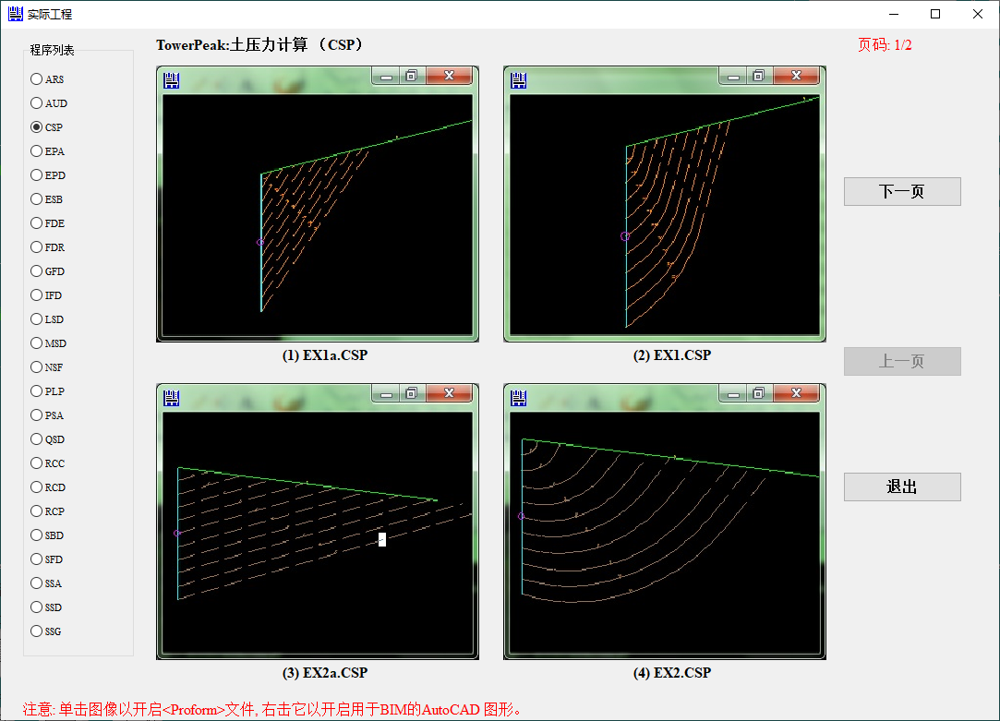 实际工程
程序列表
TowerPeak:土压力计算 （CSP）
页码: 1/2
ARS
AUD
CSP
EPA
EPD
ESB
FDE
FDR
GFD
IFD
LSD
MSD
NSF
PLP
PSA
QSD
RCC
RCD
RCP
SBD
SFD
SSA
SSD
SSG
(1) EX1a.CSP
(2) EX1.CSP
(3) EX2a.CSP
(4) EX2.CSP
下一页
上一页
退出
注意: 单击图像以开启<Proform>文件, 右击它以开启用于BIM的AutoCAD 图形。